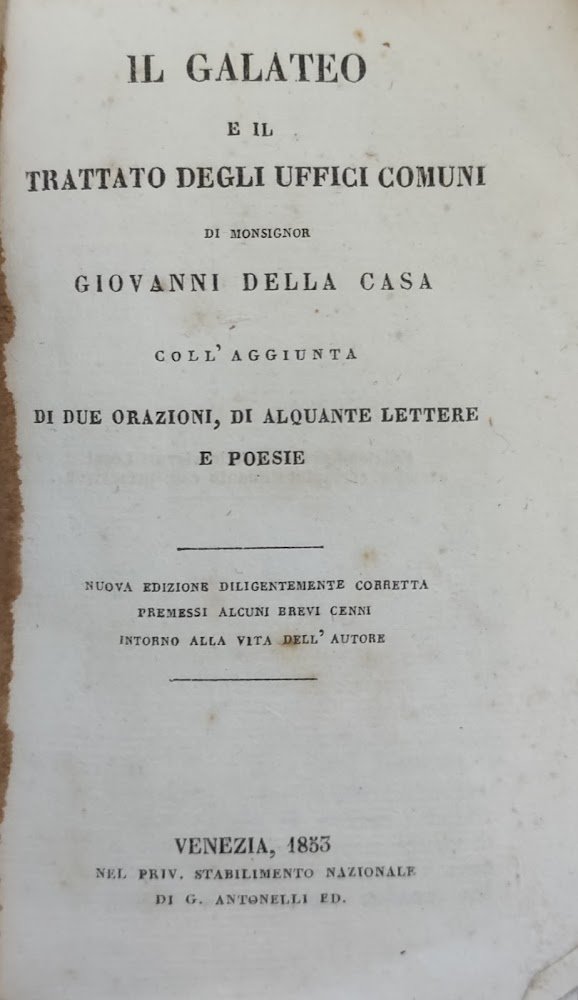 IL GALATEO
E IL
TRATTATO DEGLI UFFICI COMUNI
DI MONSIGNOR
GIOVANNI DELLA CASA
COLL' AGGIUNTA
DI DUE ORAZIONI, DI ALQUANTE LETTERE
E POESIE
NUOVA EDIZIONE DILIGENTEMENTE CORRETTA
PREMESSI ALCUNI BREVI CENNI
INTORNO ALLA VITA DELL' AUTORE
VENEZIA, 1853
NEL PRIV. STABILIMENTO NAZIONALE
DI G. ANTONELLI ED.